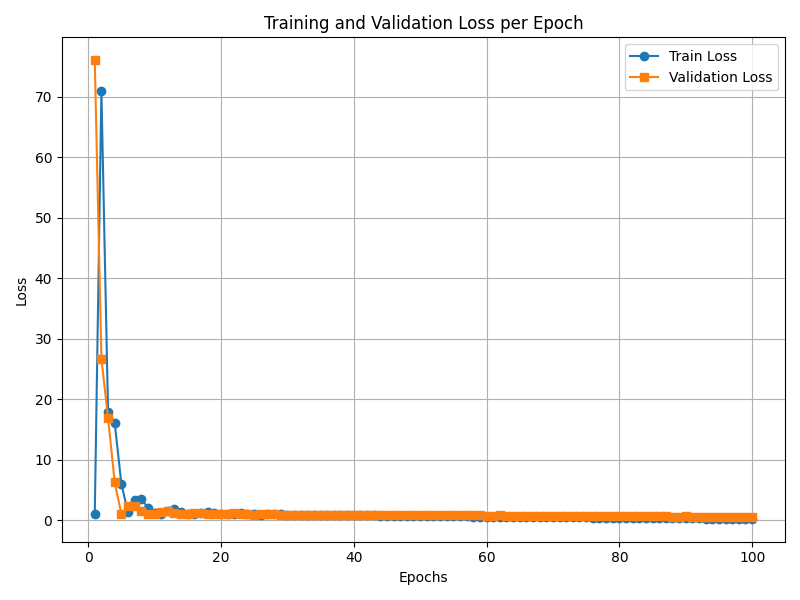 Training and Validation Loss per Epoch
Train Loss
Validation Loss
70
60
50
40
30
20
10
0
Loss
0 20 40 60 80 100
Epochs